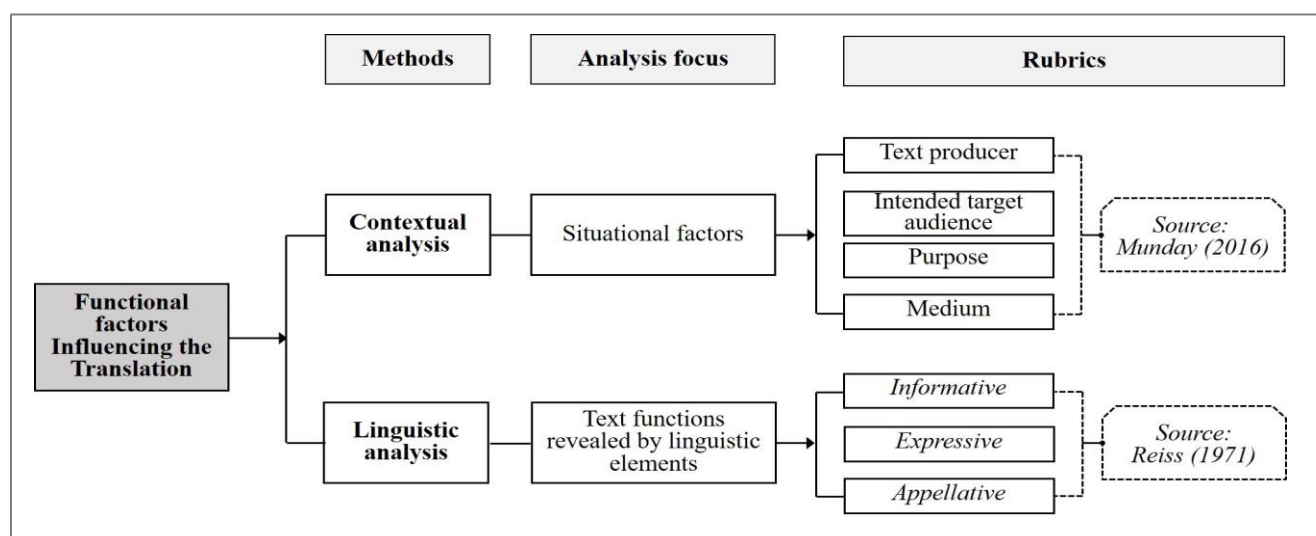 Methods
Analysis focus
Rubrics
Functional
factors
Influencing the
Translation
Contextual
analysis
Situational factors
Text producer
Intended target
audience
Purpose
Medium
Source:
Munday (2016)
Linguistic
analysis
Text functions
revealed by linguistic
elements
Informative
Expressive
Appellative
Source:
Reiss (1971)